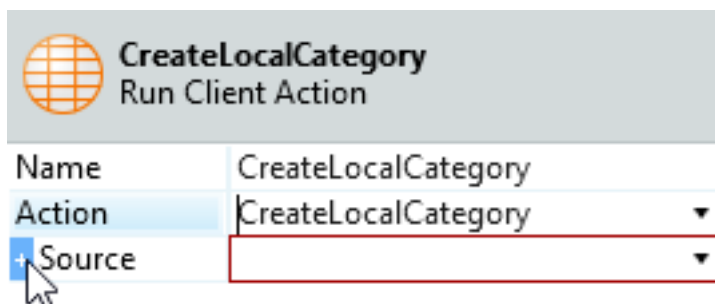 CreateLocalCategory
Run Client Action
Name CreateLocalCategory
Action CreateLocalCategory
+ Source